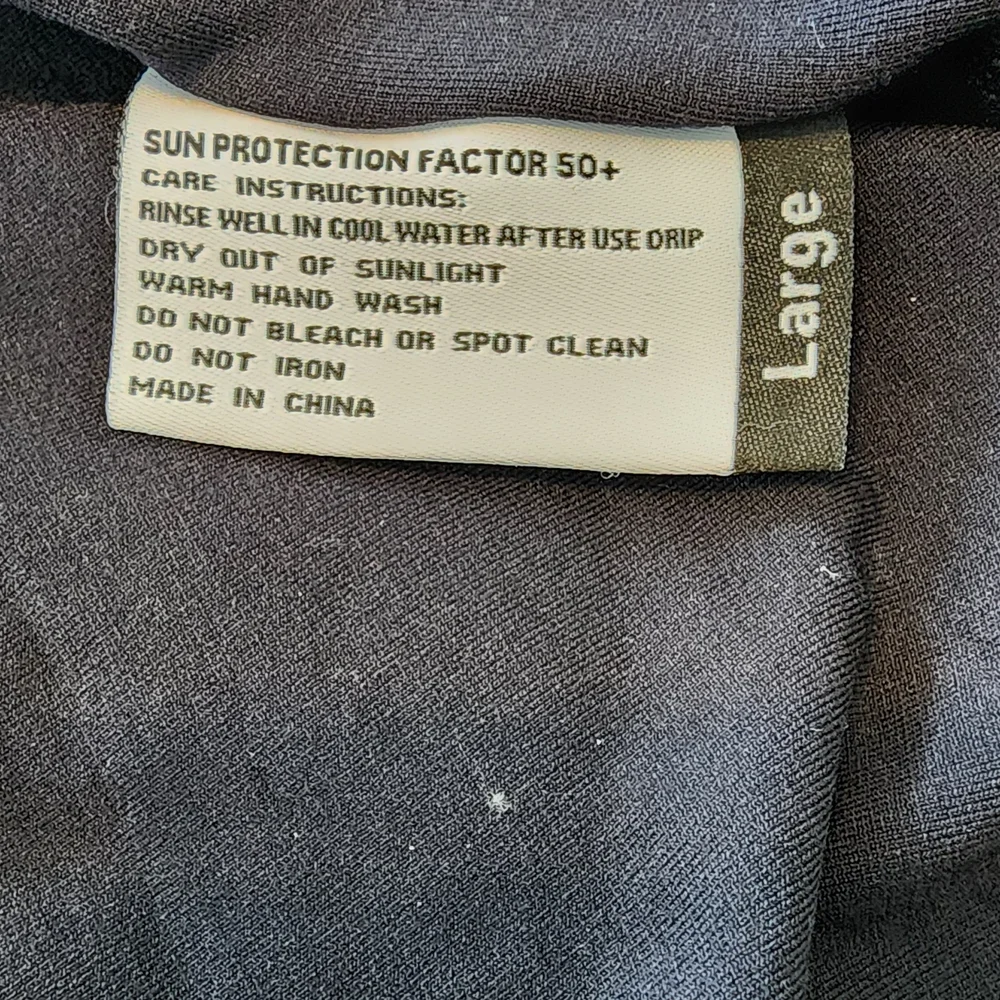 SUN PROTECTION FACTOR 50+
CARE INSTRUCTIONS:
RINSE WELL IN COOL WATER AFTER USE DRIP
DRY OUT OF SUNLIGHT
WARM HAND WASH
DO NOT BLEACH OR SPOT CLEAN
DO NOT IRON
MADE IN CHINA
Large